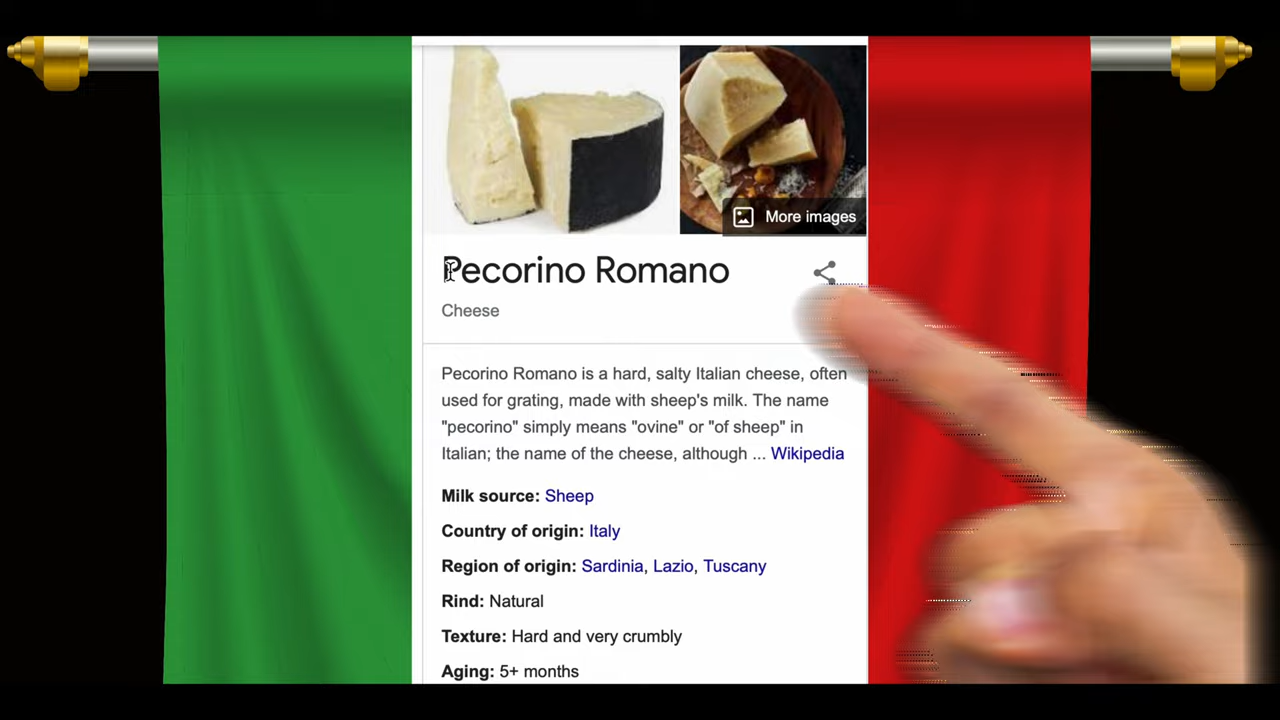 More images
Pecorino Romano
Cheese
Pecorino Romano is a hard, salty Italian cheese, often
used for grating, made with sheep's milk. The name
"pecorino" simply means "ovine" or "of sheep" in
Italian; the name of the cheese, although ... Wikipedia
Milk source: Sheep
Country of origin: Italy
Region of origin: Sardinia, Lazio, Tuscany
Rind: Natural
Texture: Hard and very crumbly
Aging: 5+ months